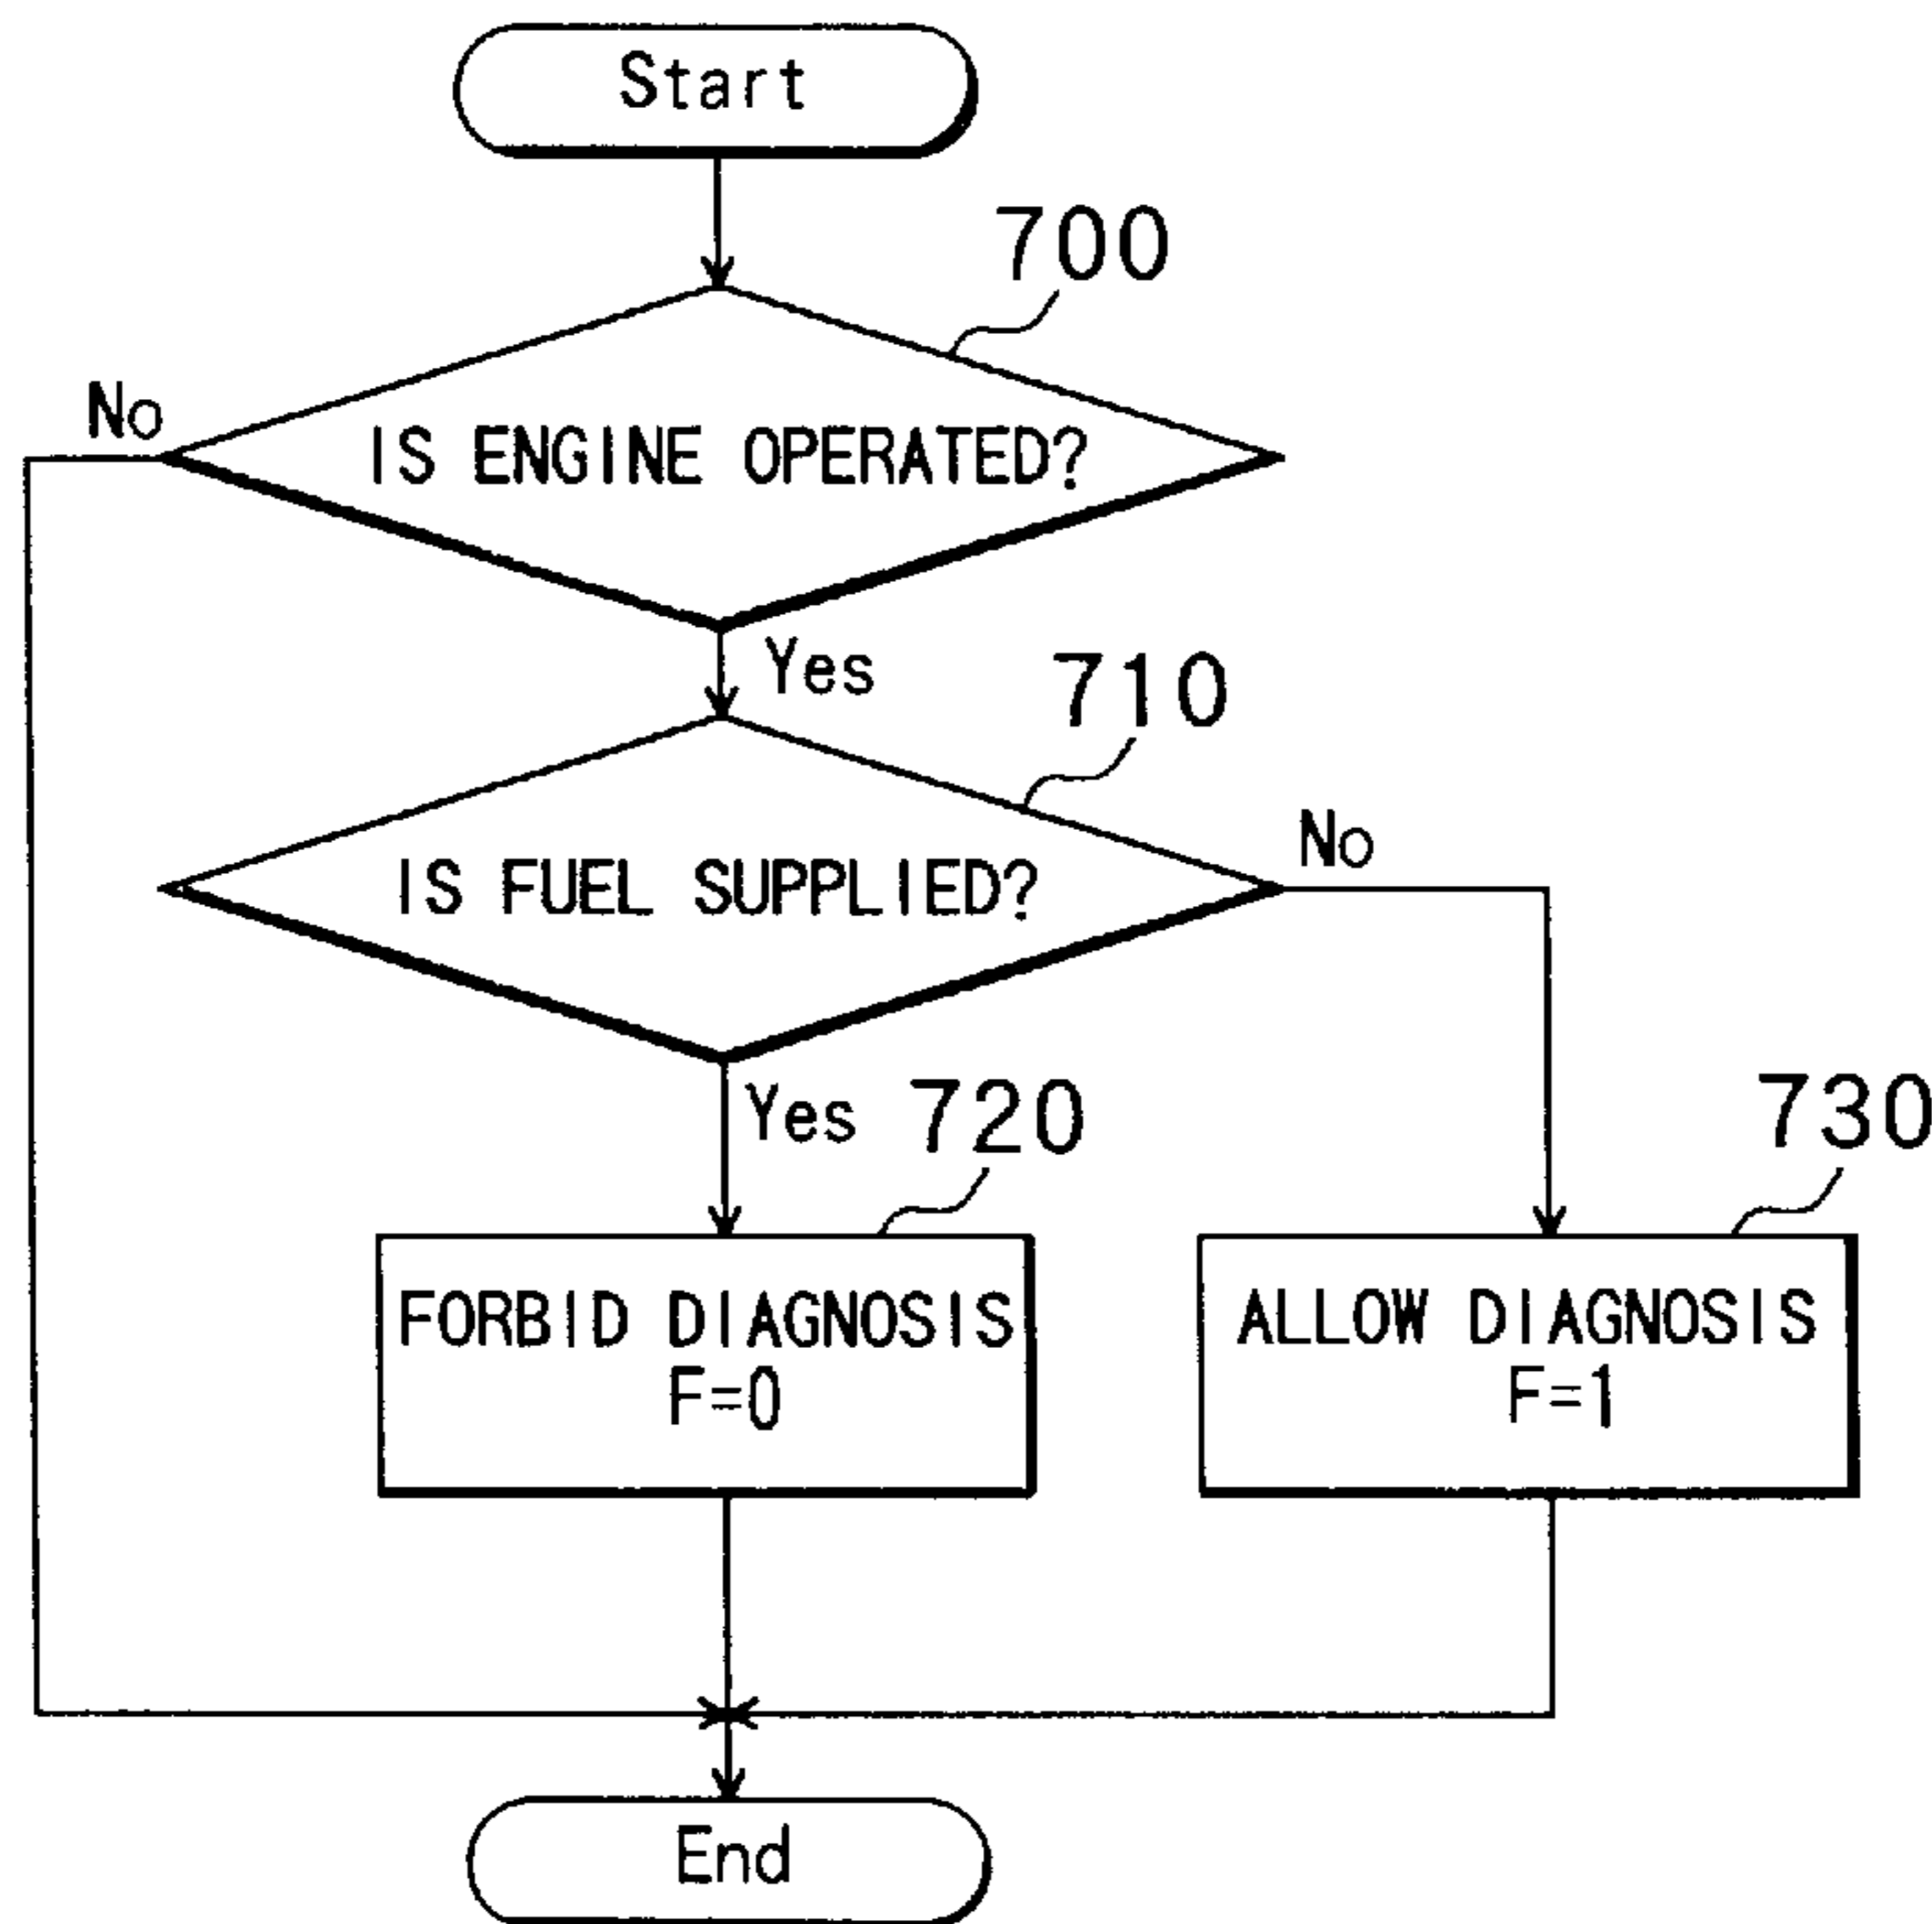 Start
700
No
IS ENGINE OPERATED?
Yes
710
No
IS FUEL SUPPLIED?
Yes
720
730
FORBID DIAGNOSIS
F=0
ALLOW DIAGNOSIS
F=1
End